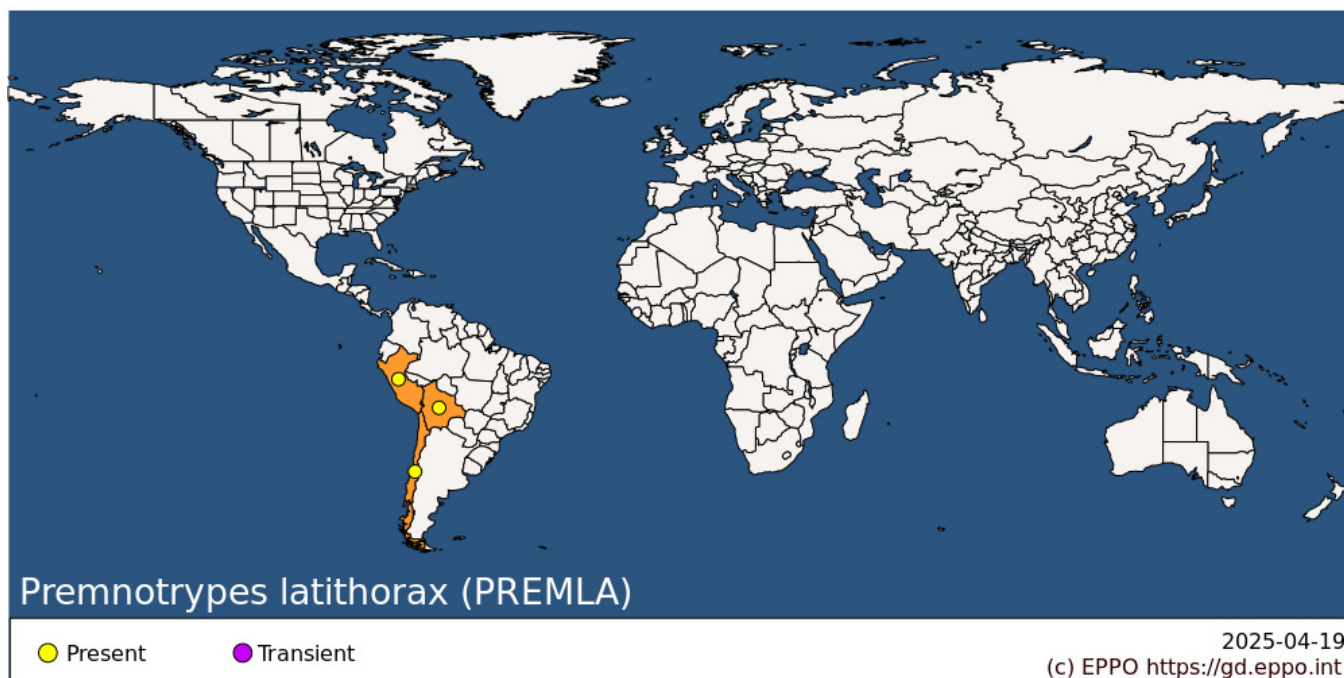 Premnotrypes latithorax (PREMLA)
Present
Transient
2025-04-19
(c) EPPO https://gd.eppo.int